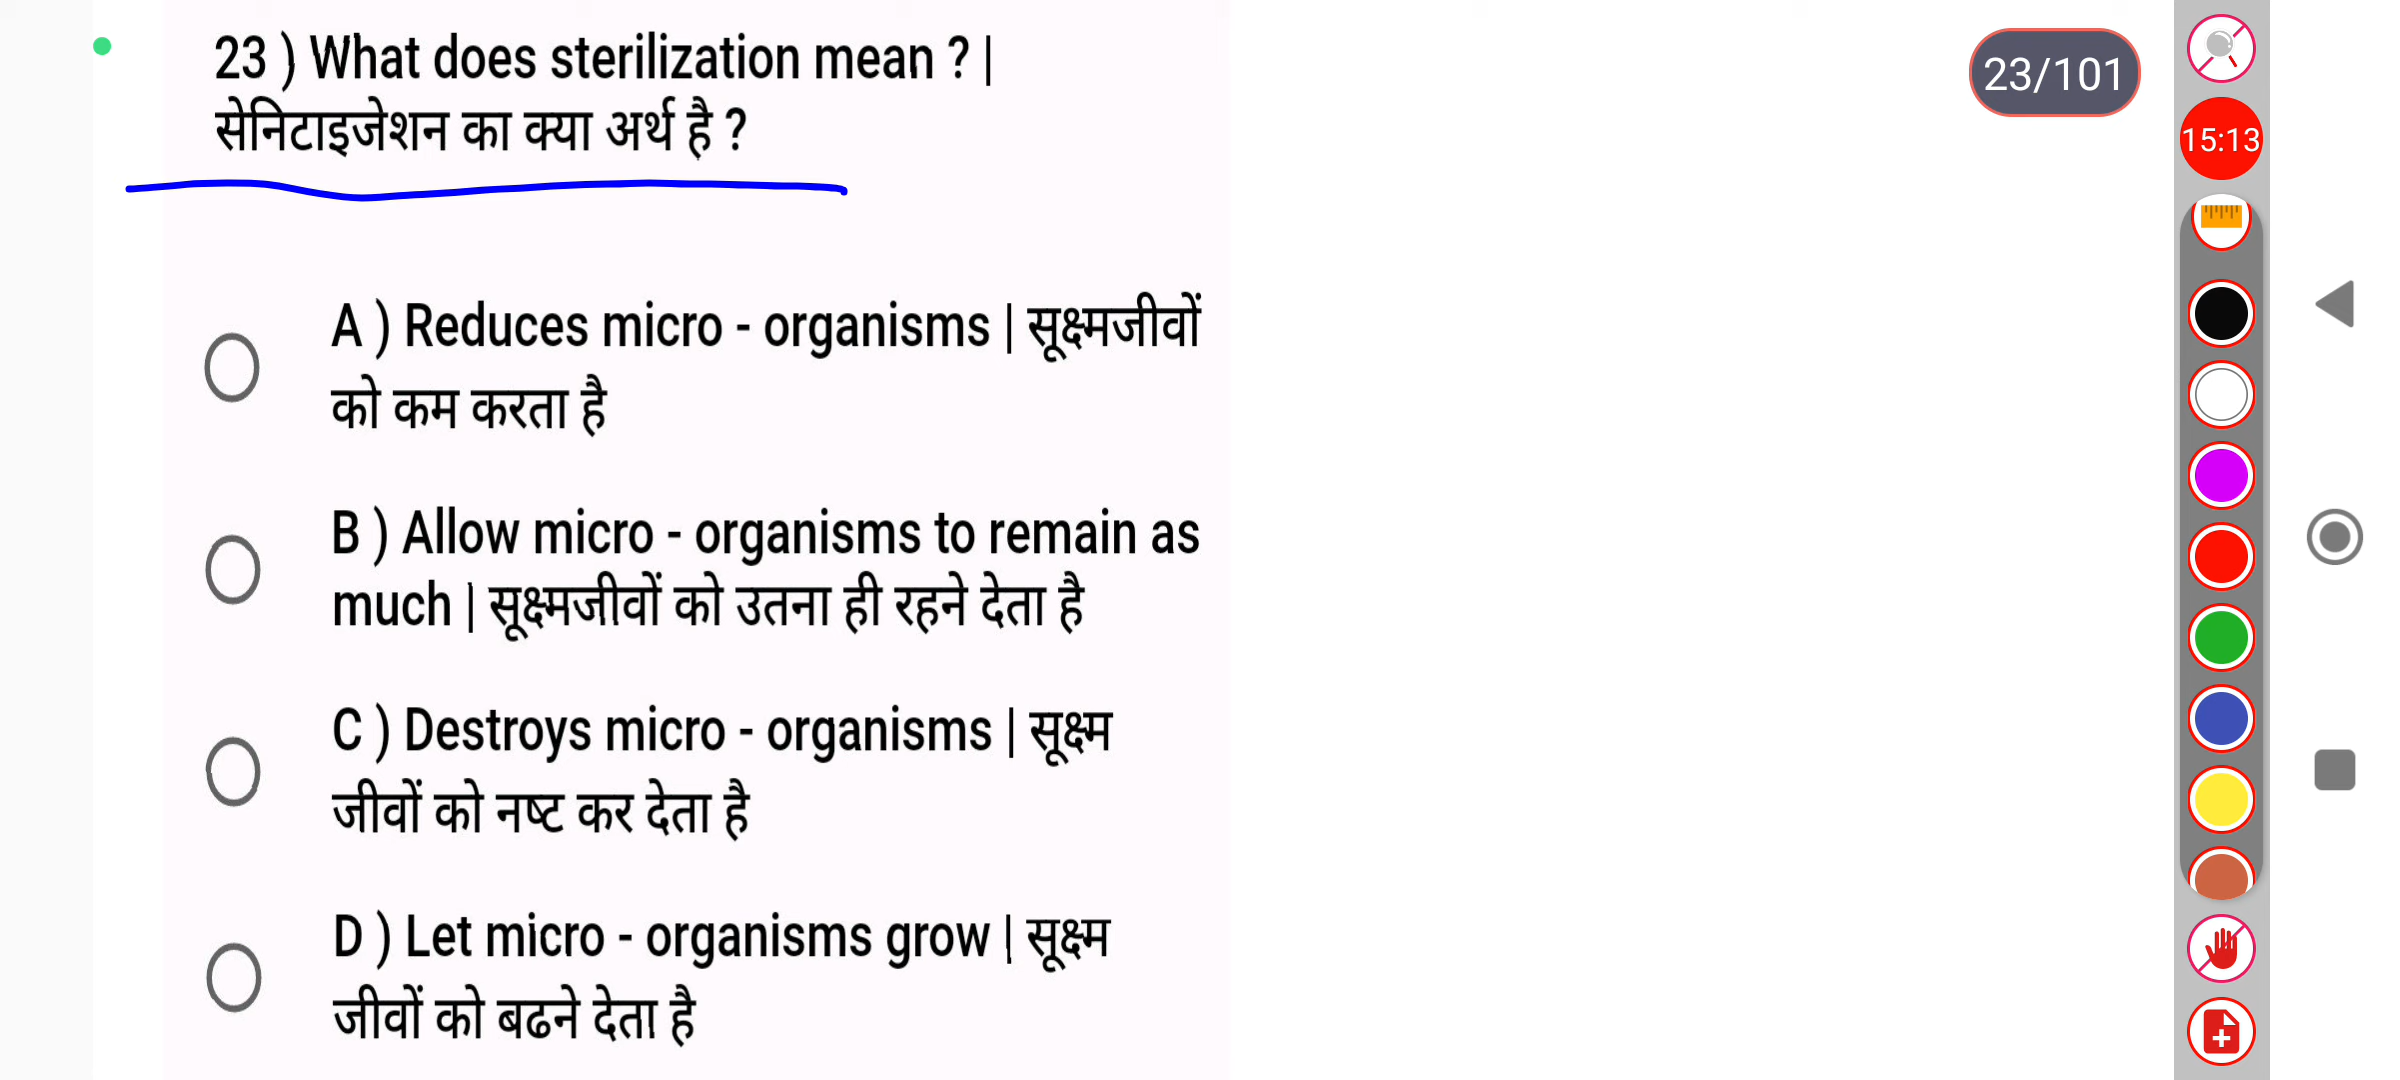 23 ) What does sterilization mean ? |
सेनिटाइजेशन का क्या अर्थ है ?
23/101
15:13
A ) Reduces micro - organisms | सूक्ष्मजीवों
को कम करता है
B ) Allow micro - organisms to remain as
much | सूक्ष्मजीवों को उतना ही रहने देता है
C ) Destroys micro - organisms | सूक्ष्म
जीवों को नष्ट कर देता है
D ) Let micro - organisms grow | सूक्ष्म
जीवों को बढने देता है